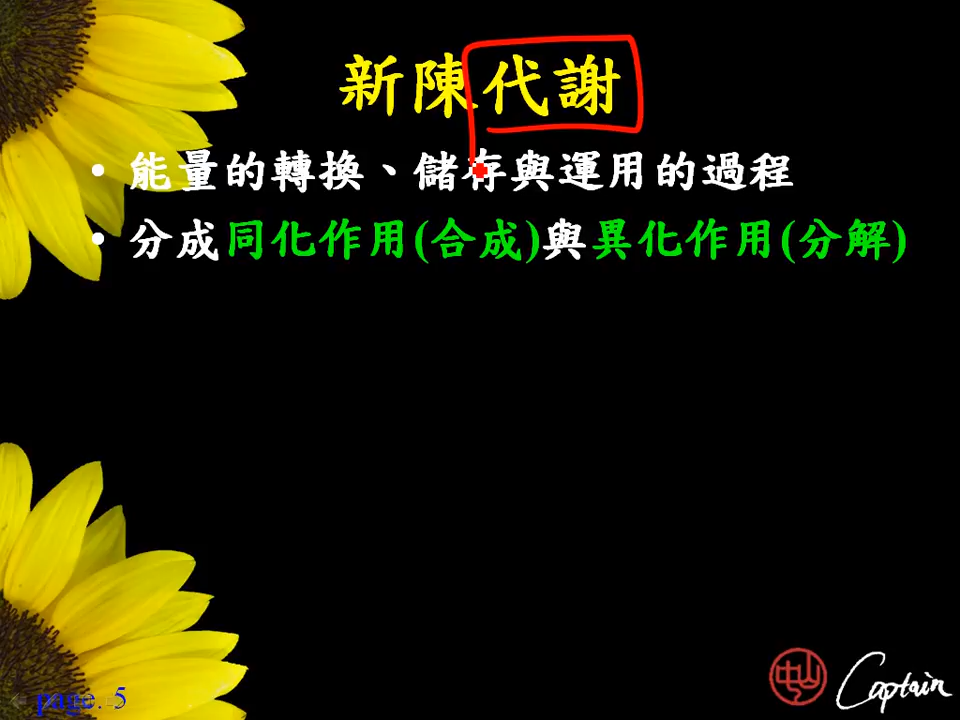 新陳代謝
• 能量的轉換、儲存與運用的過程
• 分成同化作用(合成)與異化作用(分解)
page. 5
Captain